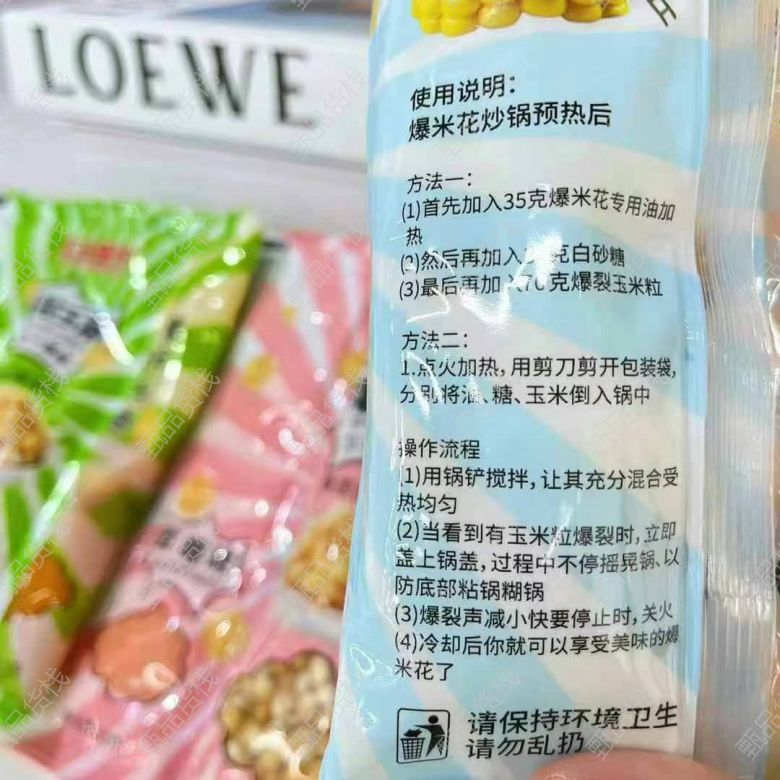 LOEWE
使用说明：
爆米花炒锅预热后
方法一：
(1)首先加入35克爆米花专用油加
热
(2)然后再加入 克白砂糖
(3)最后再加入70克爆裂玉米粒
方法二：
1.点火加热，用剪刀剪开包装袋，
分别将油、糖、玉米倒入锅中
操作流程
(1)用锅铲搅拌，让其充分混合受
热均匀
(2)当看到有玉米粒爆裂时，立即
盖上锅盖，过程中不停摇晃锅、以
防底部粘锅糊锅
(3)爆裂声减小快要停止时，关火
(4)冷却后你就可以享受美味的爆
米花了
请保持环境卫生
请勿乱扔
甄品货栈